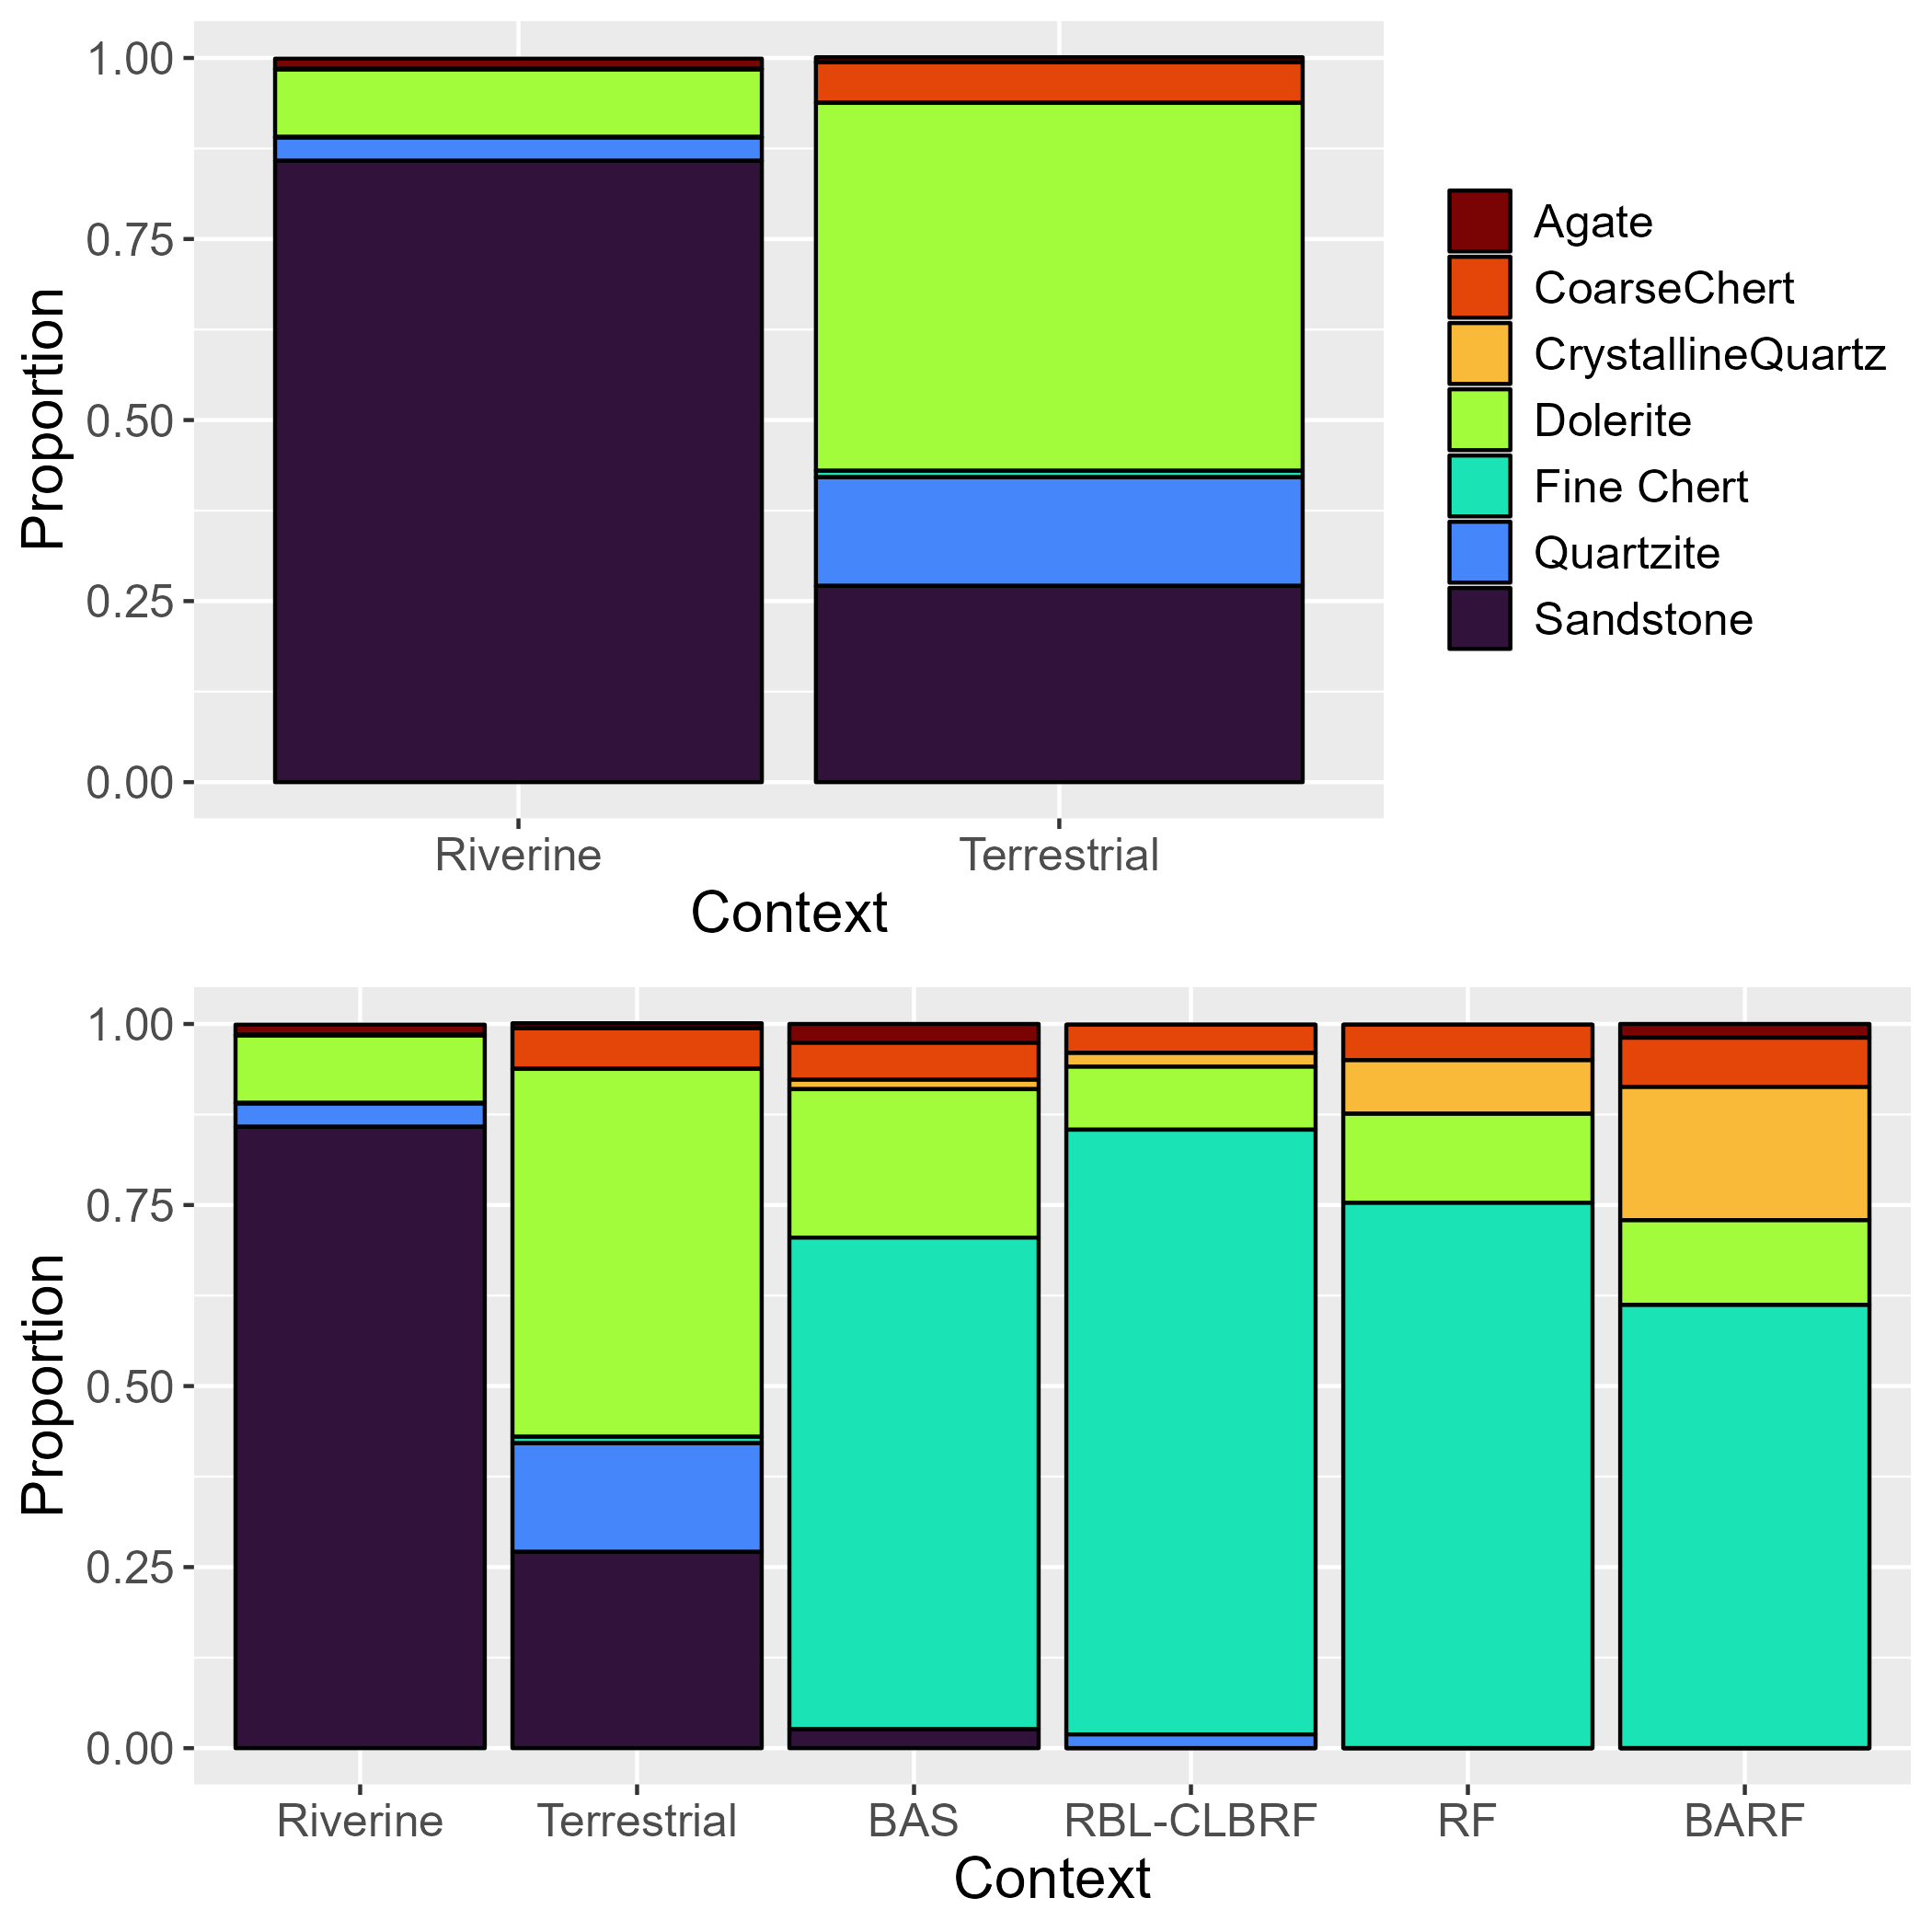 1.00
0.75
0.50
0.25
0.00
Proportion
Riverine Terrestrial
Context
Agate
CoarseChert
CrystallineQuartz
Dolerite
Fine Chert
Quartzite
Sandstone
1.00
0.75
0.50
0.25
0.00
Proportion
Riverine Terrestrial BAS RBL-CLBRF RF BARF
Context